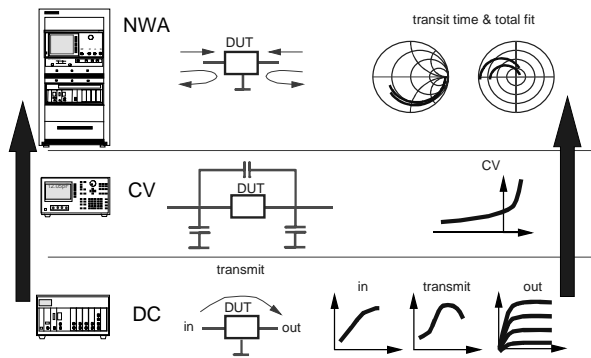 NWA
DUT
transit time & total fit
CV
DUT
CV
transmit
DC
in
DUT
out
in
transmit
out